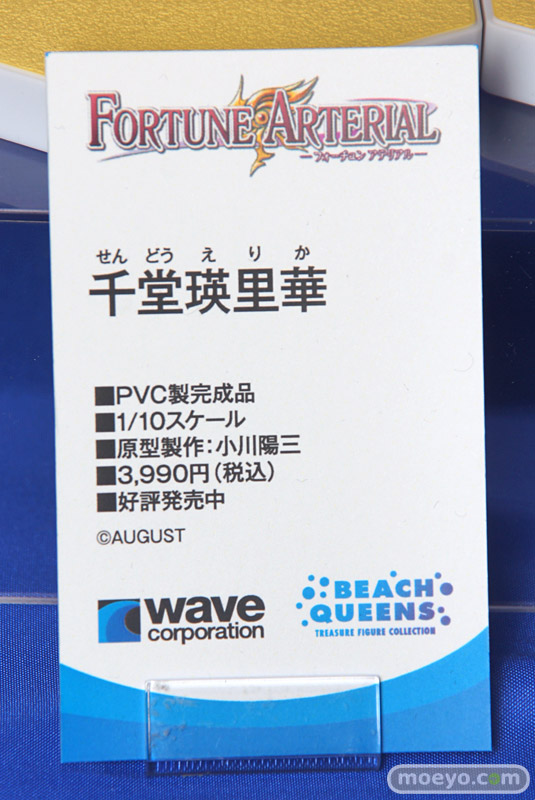 FORTUNE ARTERIAL
―フォーチュン アテリアル―
せん どう え り か
千堂瑛里華
■PVC製完成品
■1/10スケール
■原型製作：小川陽三
■3,990円（税込）
■好評発売中
©AUGUST
wave
corporation
BEACH
QUEENS
TREASURE FIGURE COLLECTION
moeyo.com